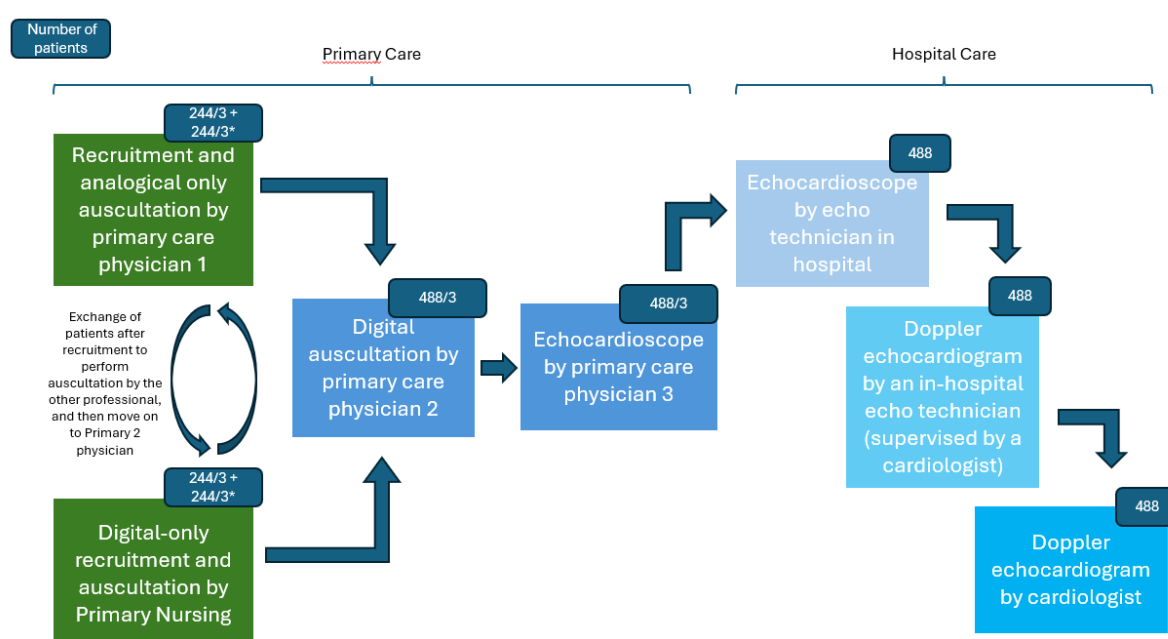 Number of
patients
Primary Care
Hospital Care
244/3 +
244/3*
Recruitment and
analogical only
auscultation by
primary care
physician 1
Exchange of
patients after
recruitment to
perform
auscultation by the
other professional,
and then move on
to Primary 2
physician
244/3 +
244/3*
Digital-only
recruitment and
auscultation by
Primary Nursing
488/3
Digital
auscultation by
primary care
physician 2
488/3
Echocardioscope
by primary care
physician 3
488
Echocardioscope
by echo
technician in
hospital
488
Doppler
echocardiogram
by an in-hospital
echo technician
(supervised by a
cardiologist)
488
Doppler
echocardiogram
by cardiologist